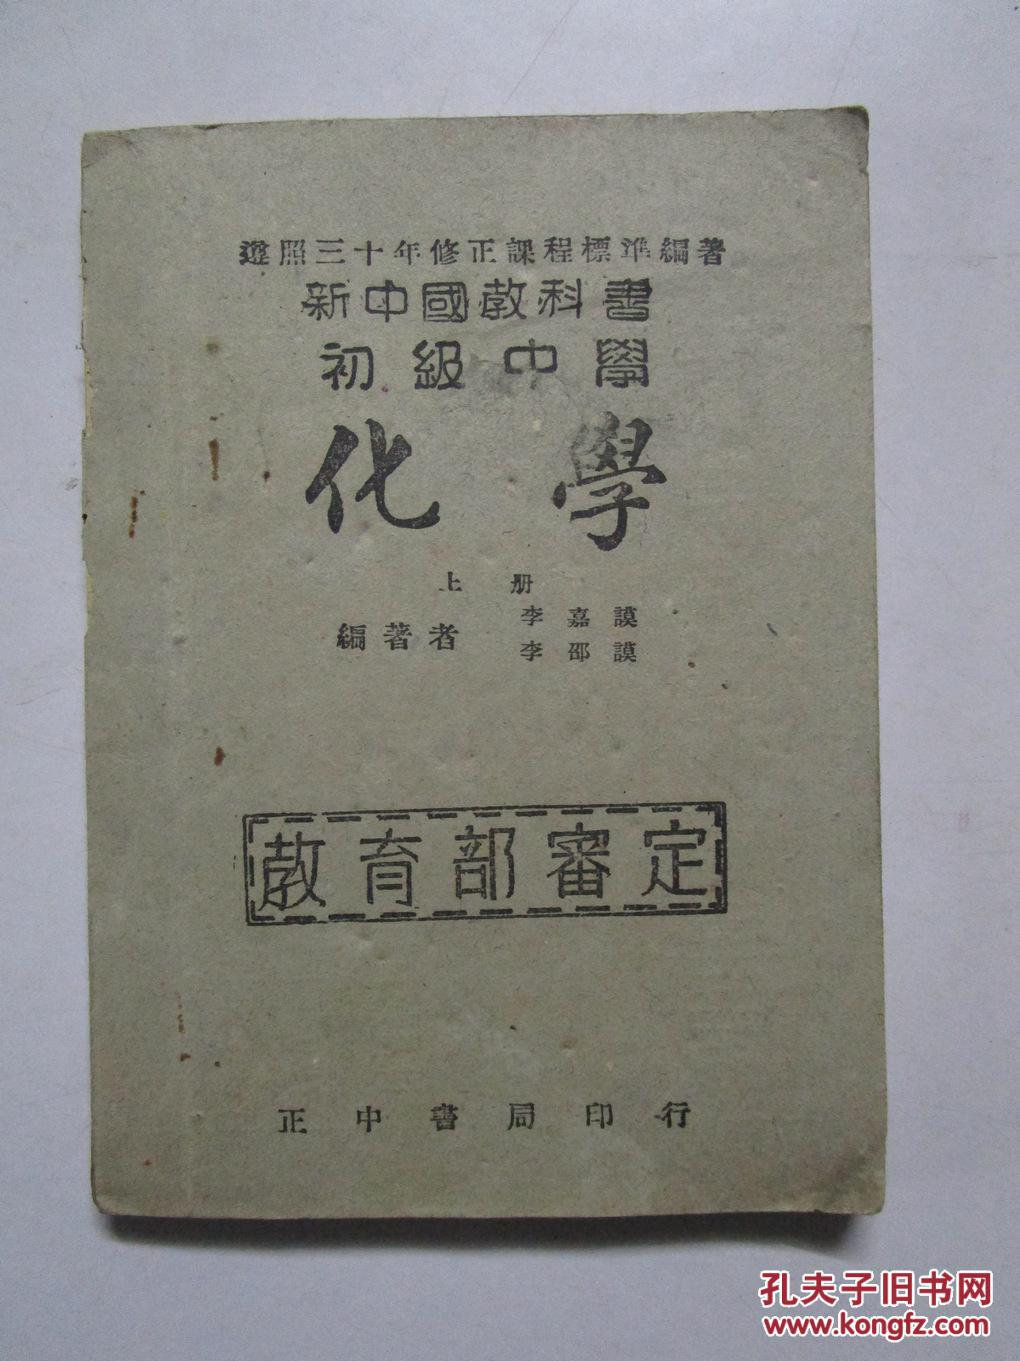 遵照三十年修正課程標準編著
新中國教科書
初級中學
化學
上册
編著者
李嘉謨
李邵謨
教育部審定
正中書局印行
孔夫子旧书网
www.kongfz.com